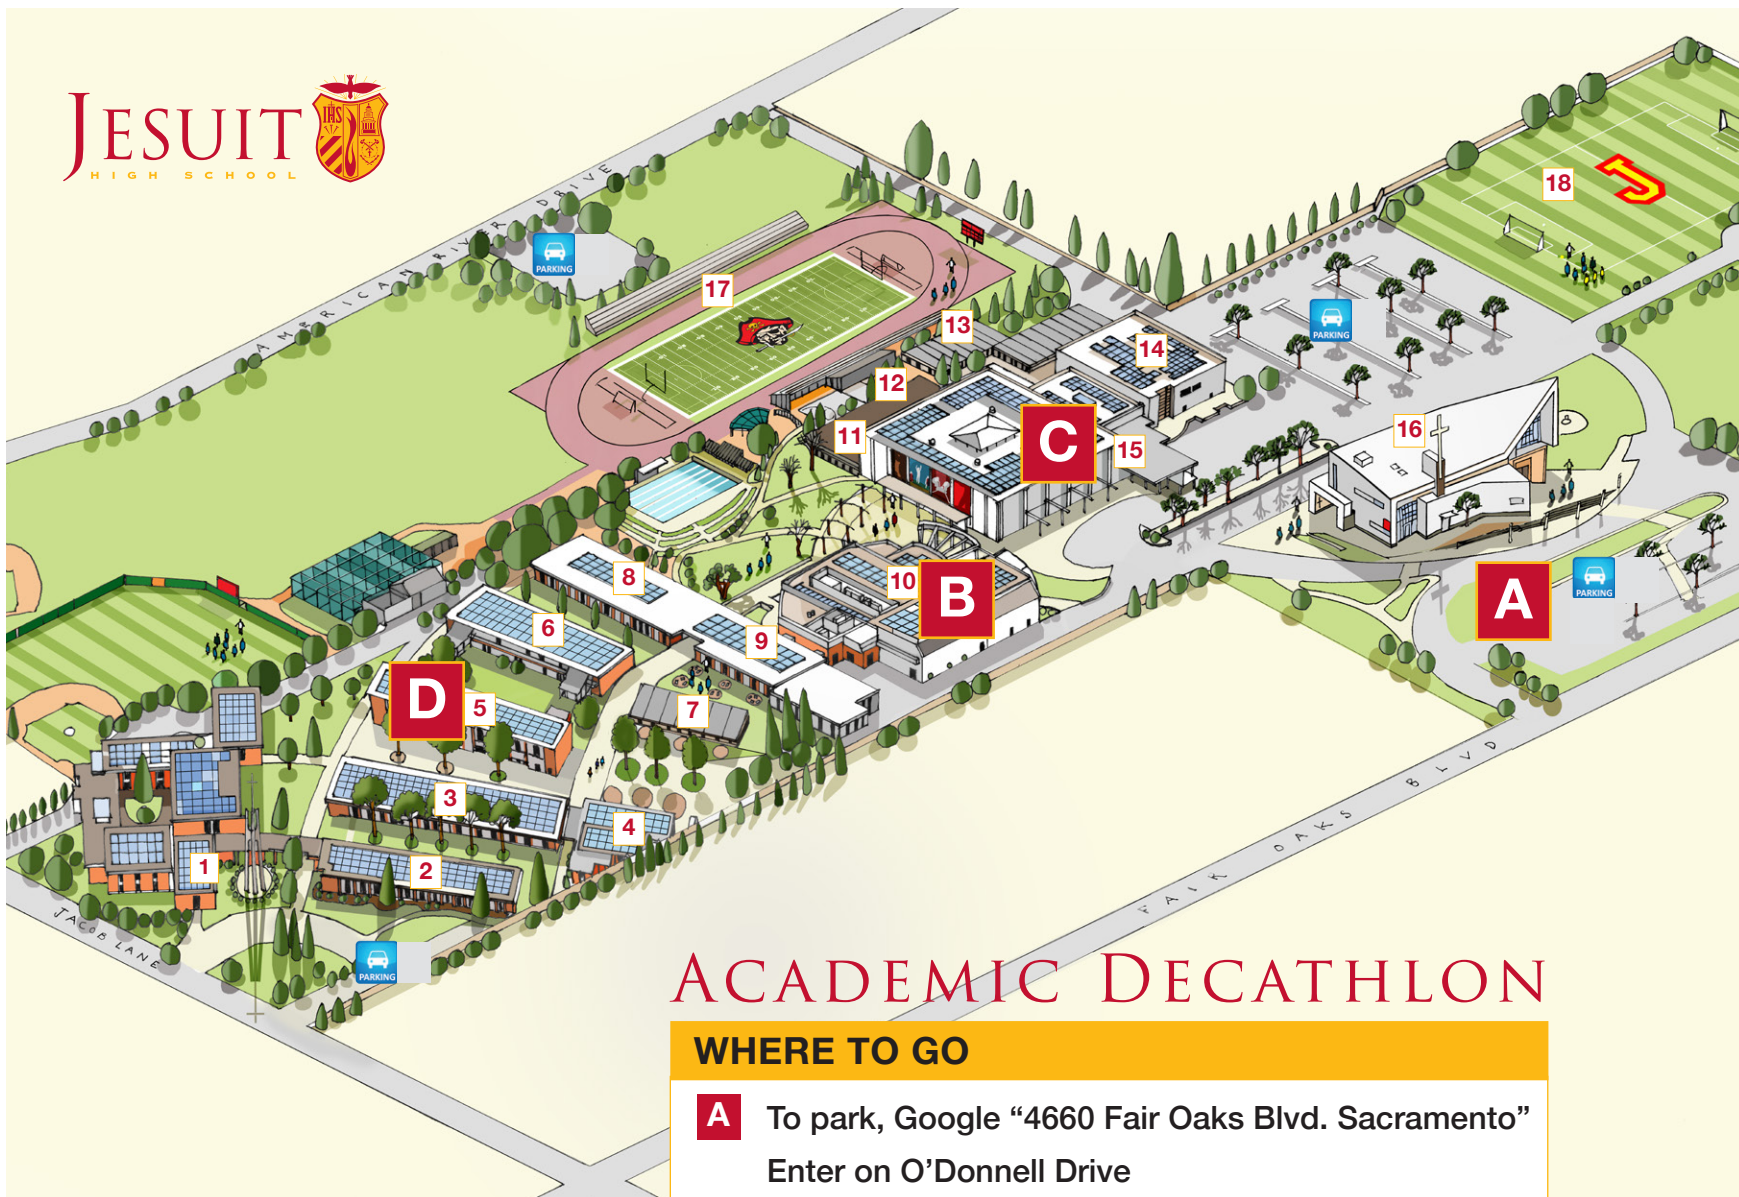 JESUIT
HIGH SCHOOL
IHS
AMERICAN RIVER DRIVE
PARKING
18
17
PARKING
13
14
12
C
11
15
16
8
10
B
A
PARKING
6
9
D
5
7
3
4
1
2
FAIR OAKS BLVD
JACOB LANE
PARKING
ACADEMIC DECATHLON
WHERE TO GO
A To park, Google “4660 Fair Oaks Blvd. Sacramento”
Enter on O’Donnell Drive